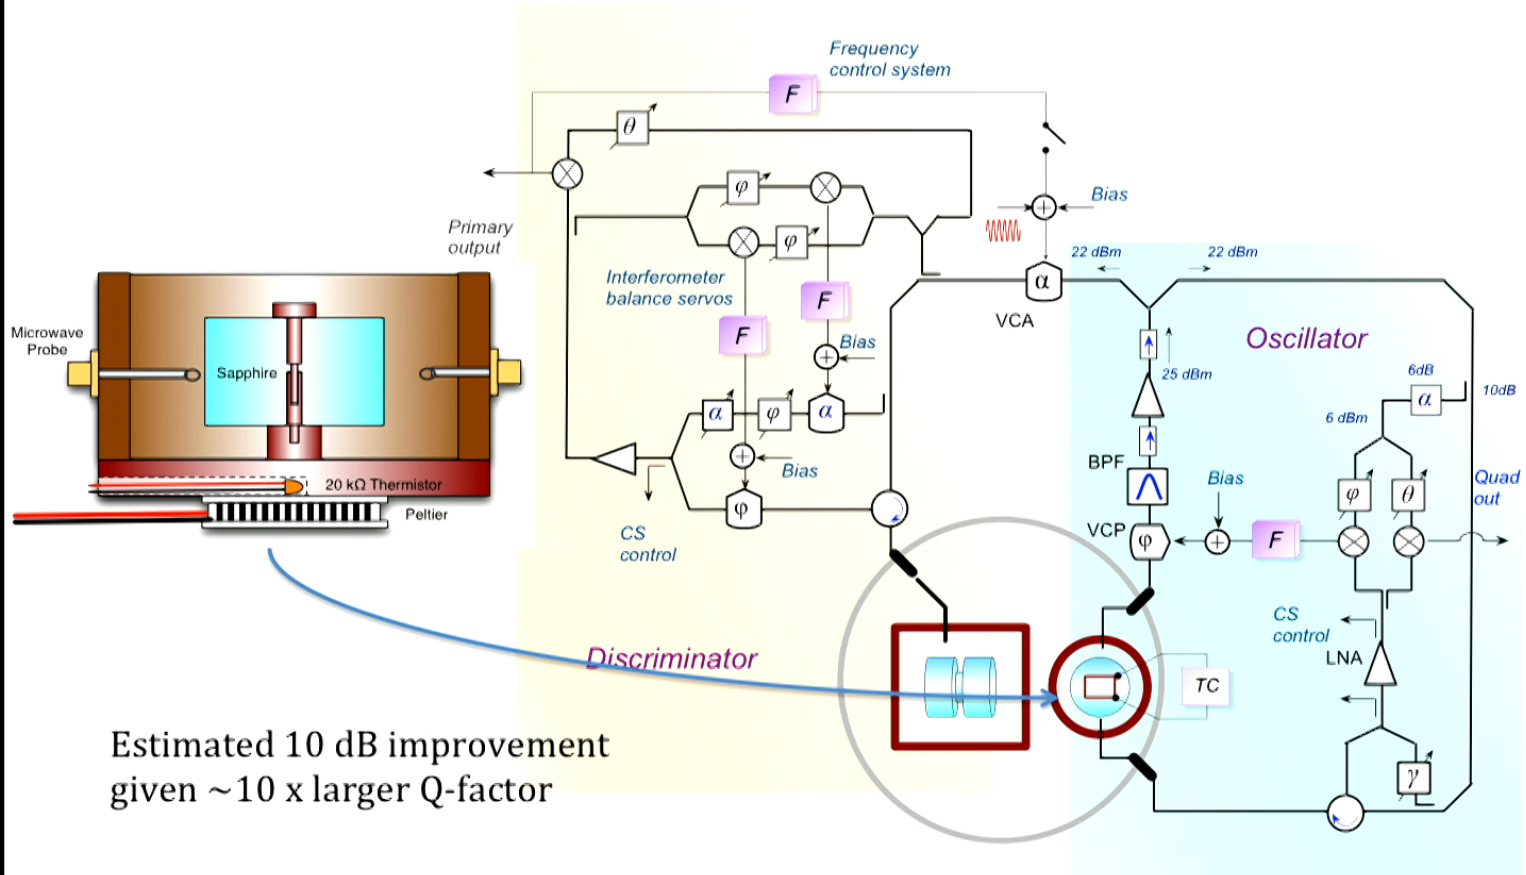 Frequency
control system
F
θ
Primary
output
φ
φ
Bias
22 dBm
22 dBm
Interferometer
balance servos
F
F
α
VCA
Microwave
Probe
Sapphire
Bias
Oscillator
25 dBm
6dB
α
10dB
6 dBm
α
φ
α
BPF
Bias
Bias
φ
θ
Quad
out
20 kΩ Thermistor
Peltier
φ
VCP
φ
F
CS
control
CS
control
LNA
Discriminator
TC
Estimated 10 dB improvement
given ~10 x larger Q-factor
γ